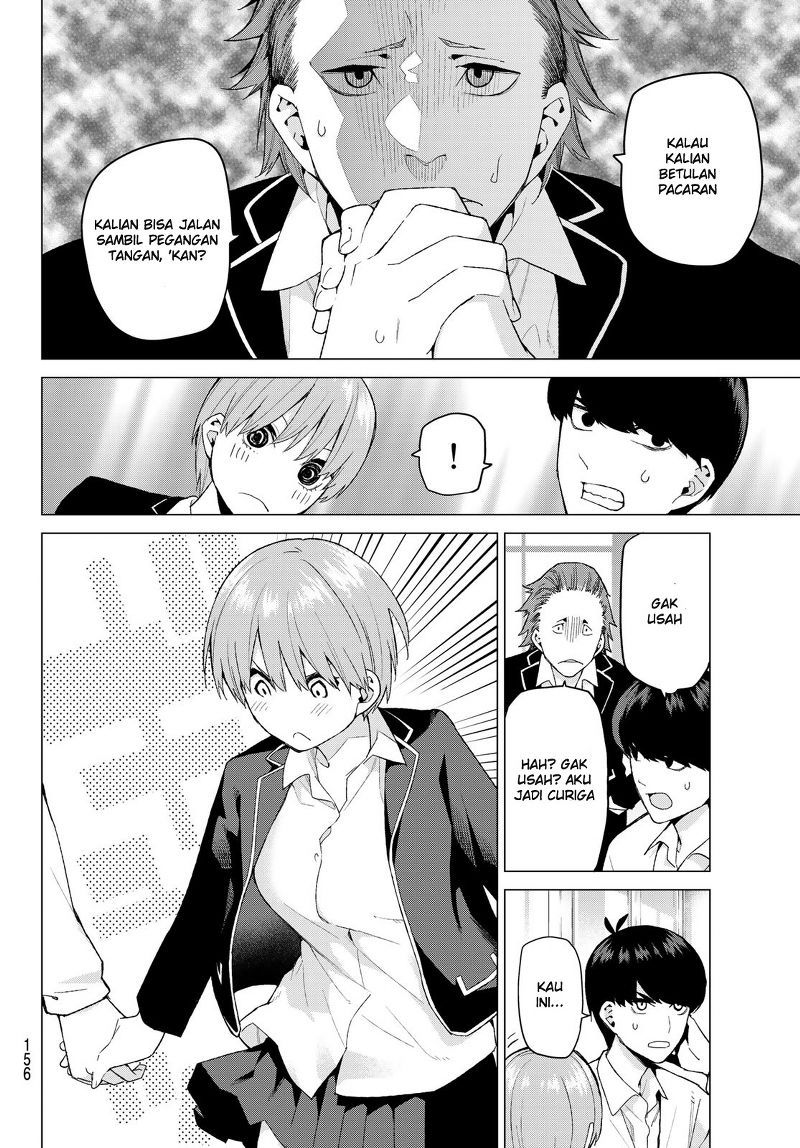 KALAU
KALIAN
BETULAN
PACARAN
KALIAN BISA JALAN
SAMBIL PEGANGAN
TANGAN, 'KAN?
!
GAK
USAH
HAH? GAK
USAH? AKU
JADI CURIGA
KAU
INI...
156